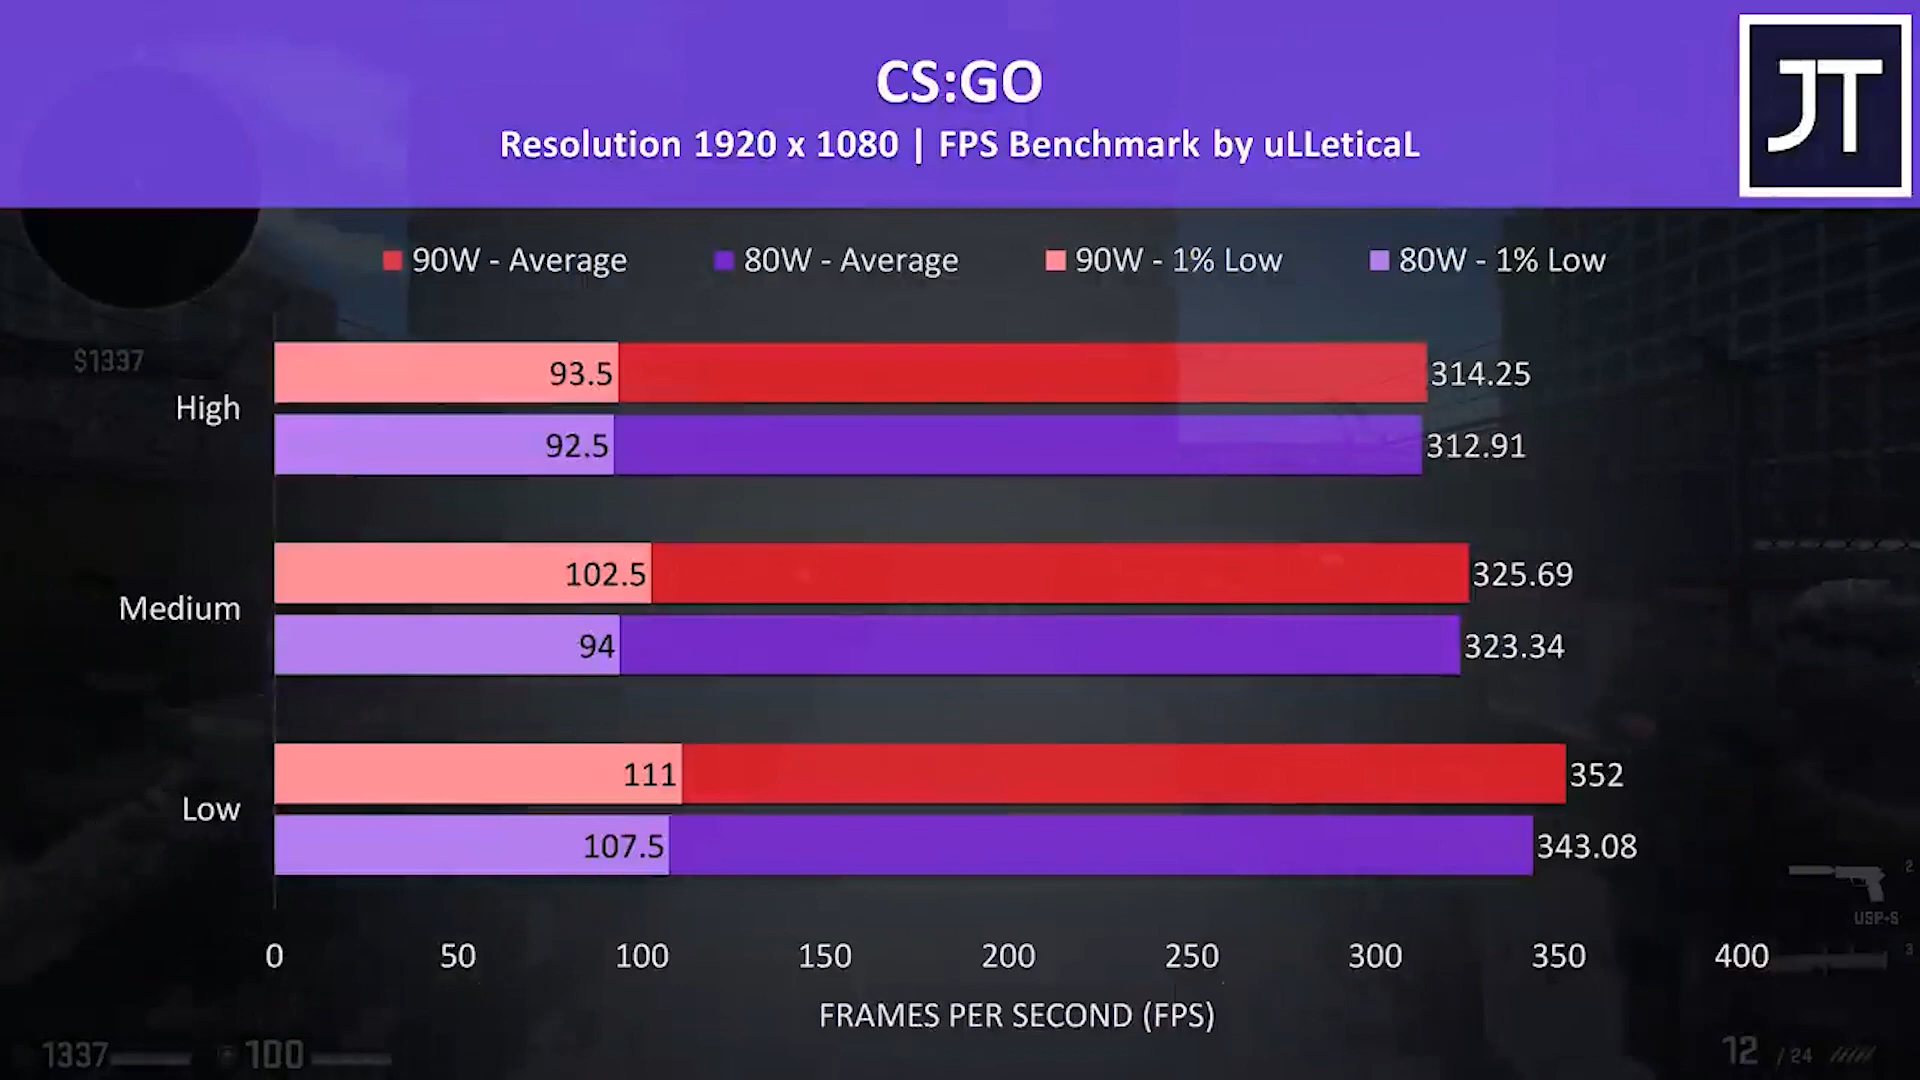 CS:GO
JT
Resolution 1920 x 1080 | FPS Benchmark by uLLeticaL
90W - Average 80W - Average 90W - 1% Low 80W - 1% Low
$1337
High
93.5 314.25
92.5 312.91
Medium
102.5 325.69
94 323.34
Low
111 352
107.5 343.08
2
USP-S
3
0 50 100 150 200 250 300 350 400
FRAMES PER SECOND (FPS)
1337 100 12 / 24